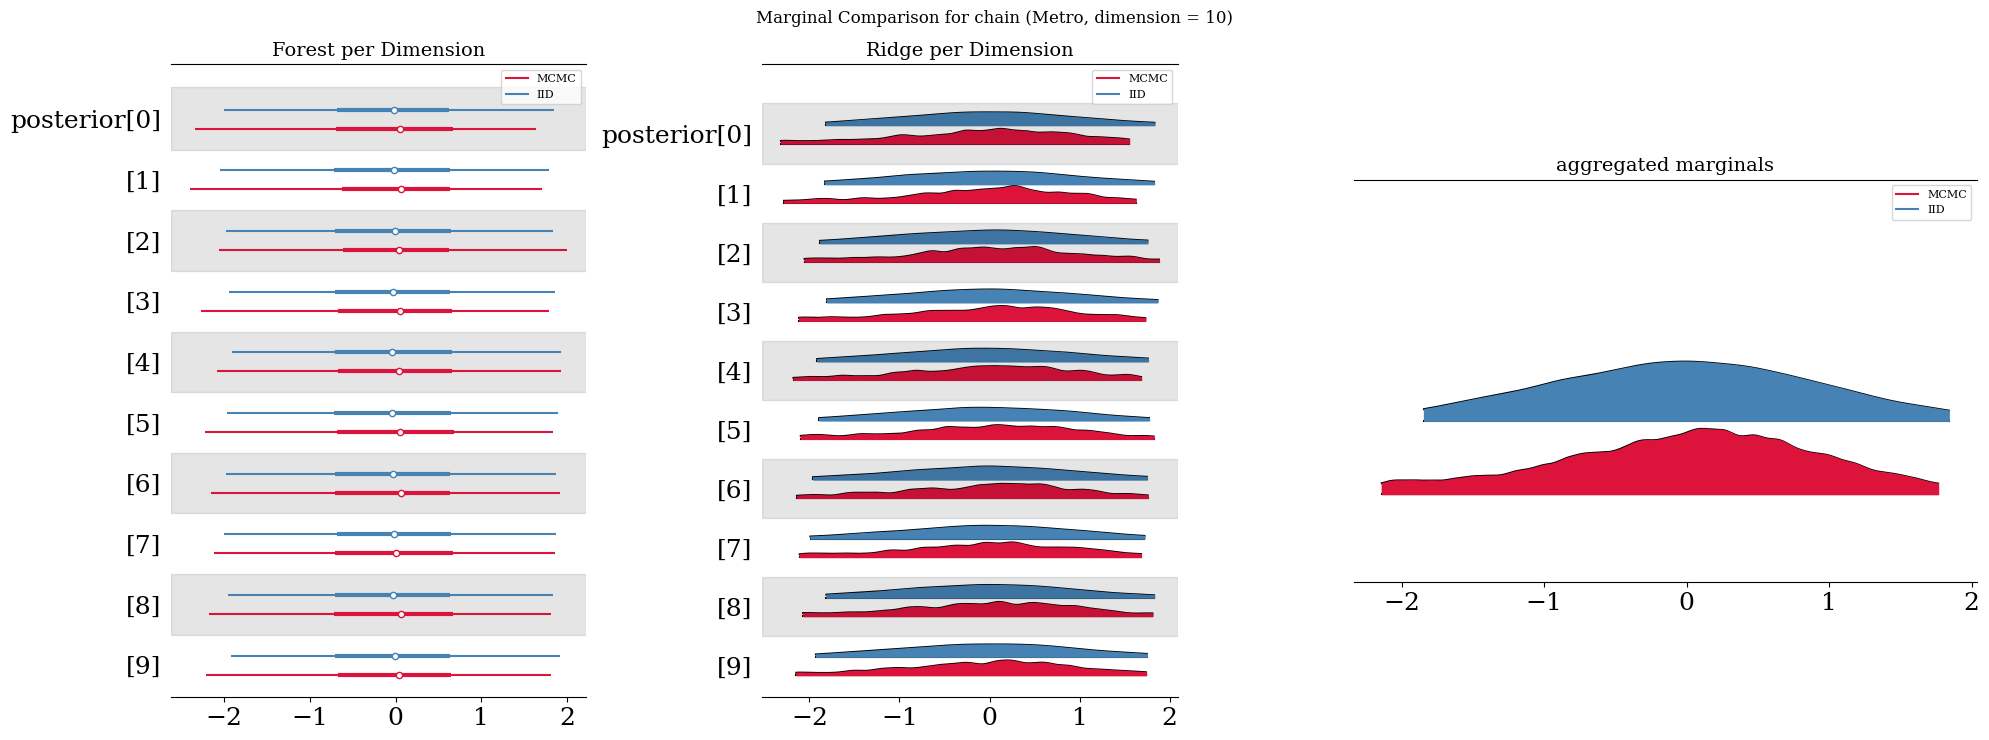 Marginal Comparison for chain (Metro, dimension = 10)
Forest per Dimension
MCMC
IID
posterior[0]
[1]
[2]
[3]
[4]
[5]
[6]
[7]
[8]
[9]
−2 −1 0 1 2
Ridge per Dimension
MCMC
IID
posterior[0]
[1]
[2]
[3]
[4]
[5]
[6]
[7]
[8]
[9]
−2 −1 0 1 2
aggregated marginals
MCMC
IID
−2 −1 0 1 2